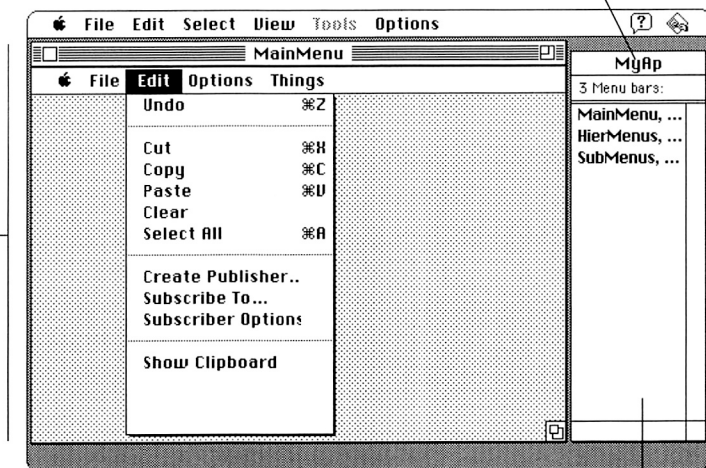 File Edit Select View Tools Options
MainMenu
File Edit Options Things
Undo ⌘Z
Cut ⌘X
Copy ⌘C
Paste ⌘V
Clear
Select All ⌘A
Create Publisher..
Subscribe To...
Subscriber Options
Show Clipboard
MyAp
3 Menu bars:
MainMenu, ...
HierMenus, ...
SubMenus, ...